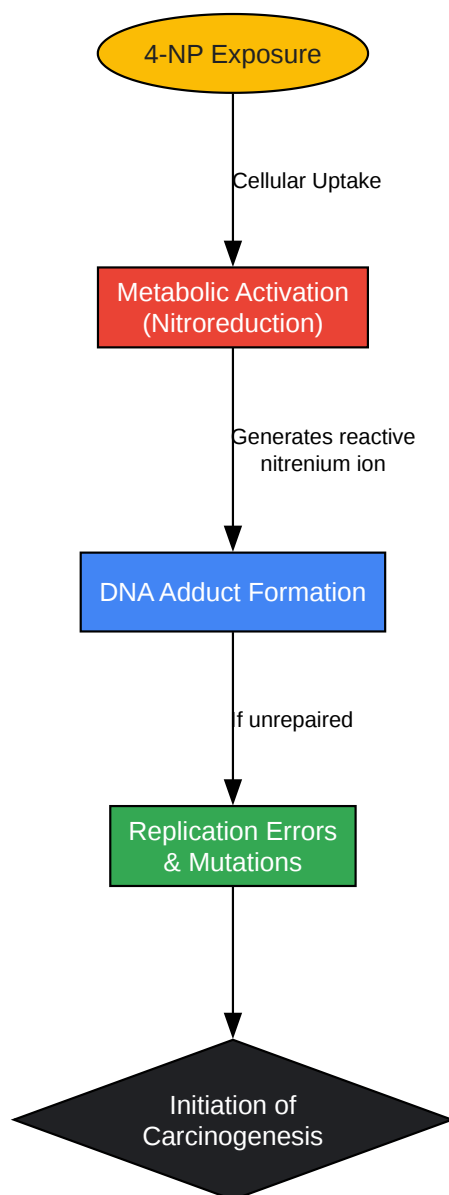 4-NP Exposure
Cellular Uptake
Metabolic Activation
(Nitroreduction)
Generates reactive
nitrenium ion
DNA Adduct Formation
If unrepaired
Replication Errors
& Mutations
Initiation of
Carcinogenesis